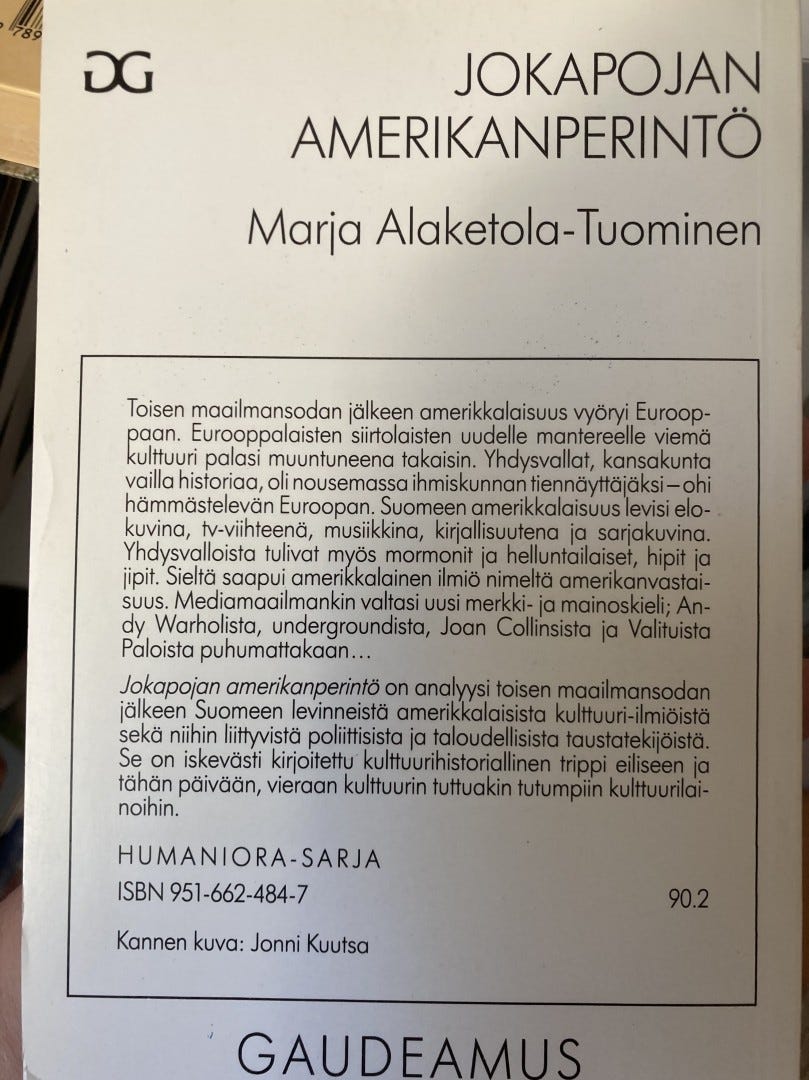 789
GG
JOKAPOJAN
AMERIKANPERINTÖ
Marja Alaketola-Tuominen
Toisen maailmansodan jälkeen amerikkalaisuus vyöryi Euroop-
paan. Eurooppalaisten siirtolaisten uudelle mantereelle viemä
kulttuuri palasi muuntuneena takaisin. Yhdysvallat, kansakunta
vailla historiaa, oli nousemassa ihmiskunnan tiennäyttäjäksi – ohi
hämmästelevän Euroopan. Suomeen amerikkalaisuus levisi elo-
kuvina, tv-viihteenä, musiikkina, kirjallisuutena ja sarjakuvina.
Yhdysvalloista tulivat myös mormonit ja helluntailaiset, hipit ja
jipit. Sieltä saapui amerikkalainen ilmiö nimeltä amerikanvastai-
suus. Mediamaailmankin valtasi uusi merkki- ja mainoskieli; An-
dy Warholista, undergroundista, Joan Collinsista ja Valituista
Paloista puhumattakaan...
Jokapojan amerikanperintö on analyysi toisen maailmansodan
jälkeen Suomeen levinneistä amerikkalaisista kulttuuri-ilmiöistä
sekä niihin liittyvistä poliittisista ja taloudellisista taustatekijöistä.
Se on iskevästi kirjoitettu kulttuurihistoriallinen trippi eiliseen ja
tähän päivään, vieraan kulttuurin tuttuakin tutumpiin kulttuurilai-
noihin.
HUMANIORA-SARJA
ISBN 951-662-484-7
90.2
Kannen kuva: Jonni Kuutsa
GAUDEAMUS